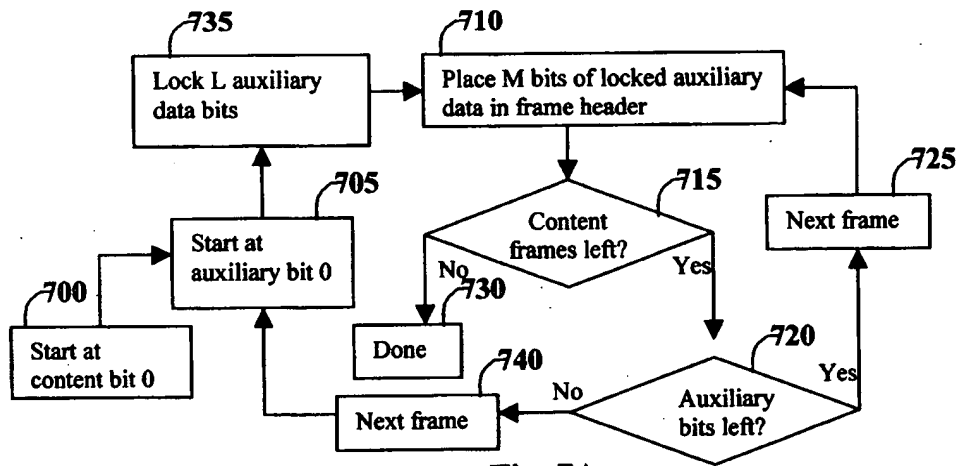 735
Lock L auxiliary
data bits
710
Place M bits of locked auxiliary
data in frame header
705
Start at
auxiliary bit 0
700
Start at
content bit 0
715
Content
frames left?
No
Yes
725
Next frame
730
Done
720
Auxiliary
bits left?
Yes
No
740
Next frame